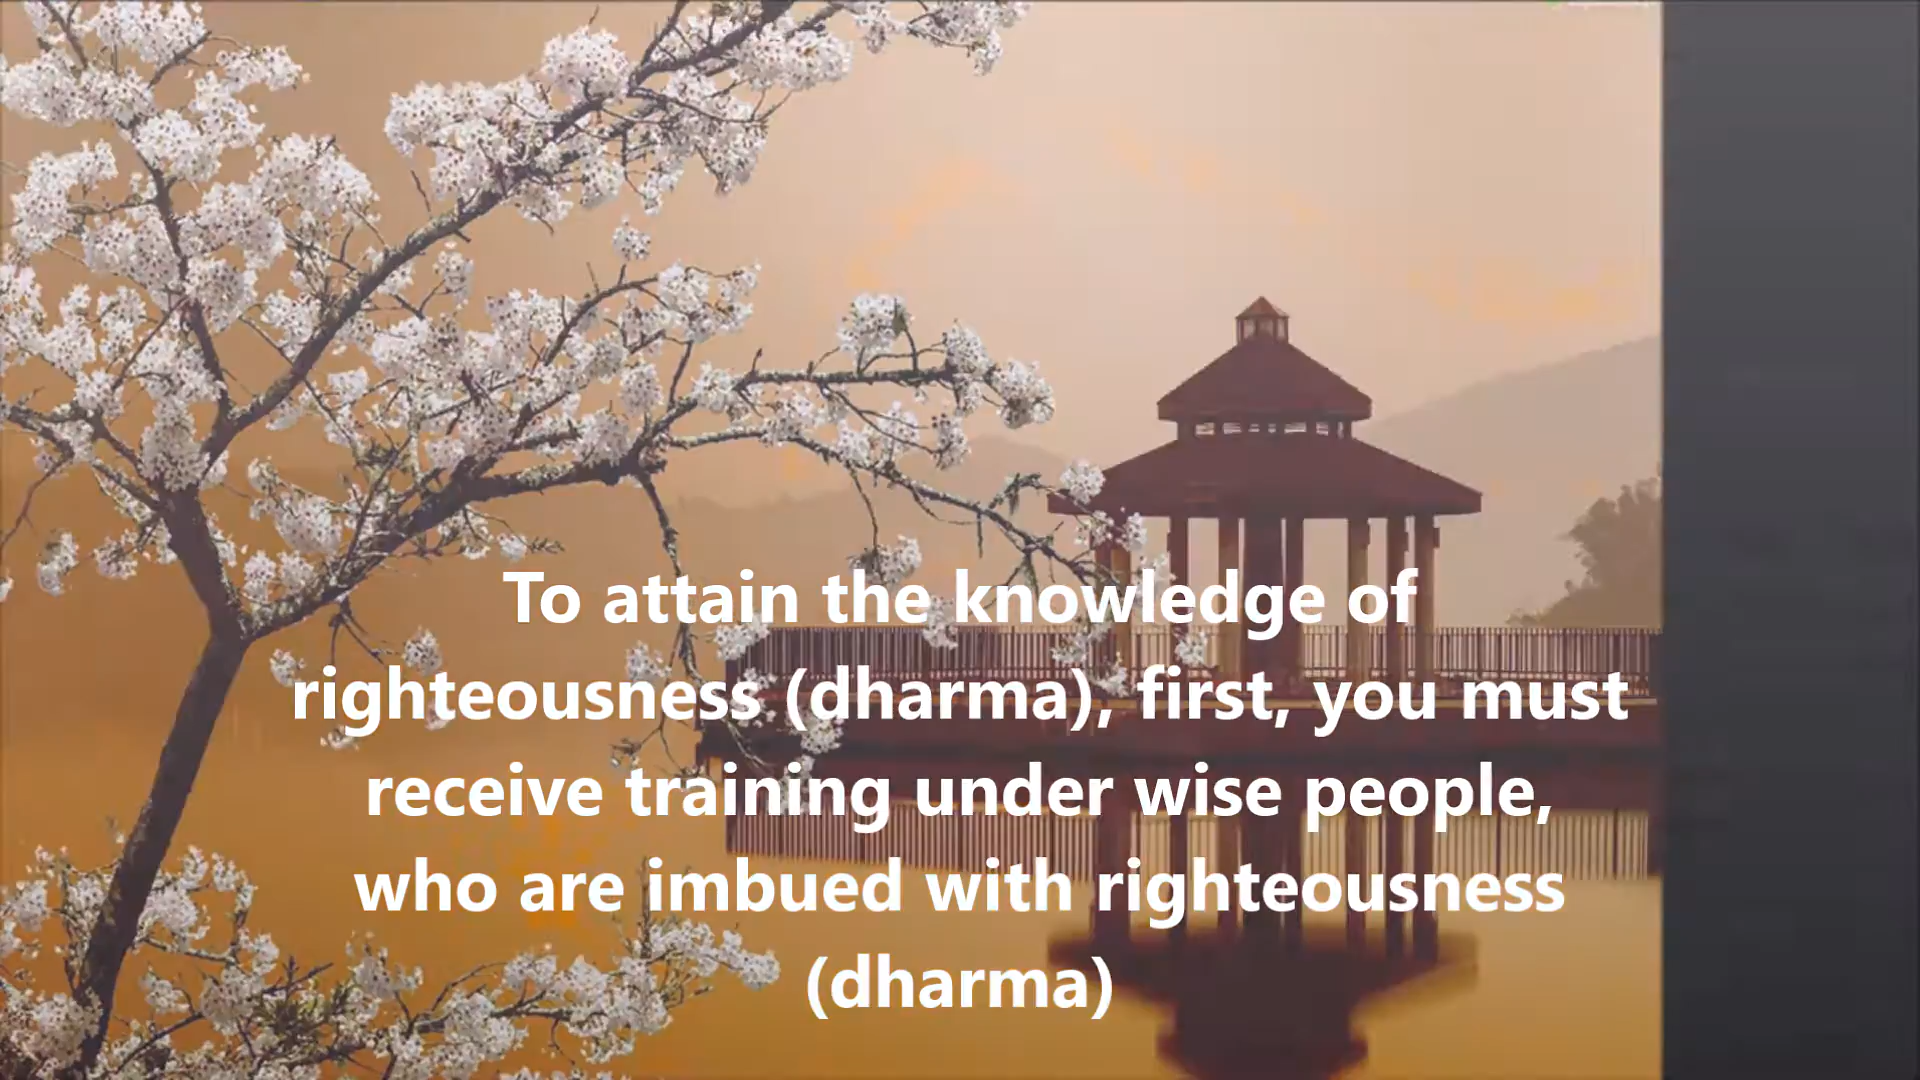 To attain the knowledge of
righteousness (dharma), first, you must
receive training under wise people,
who are imbued with righteousness
(dharma)